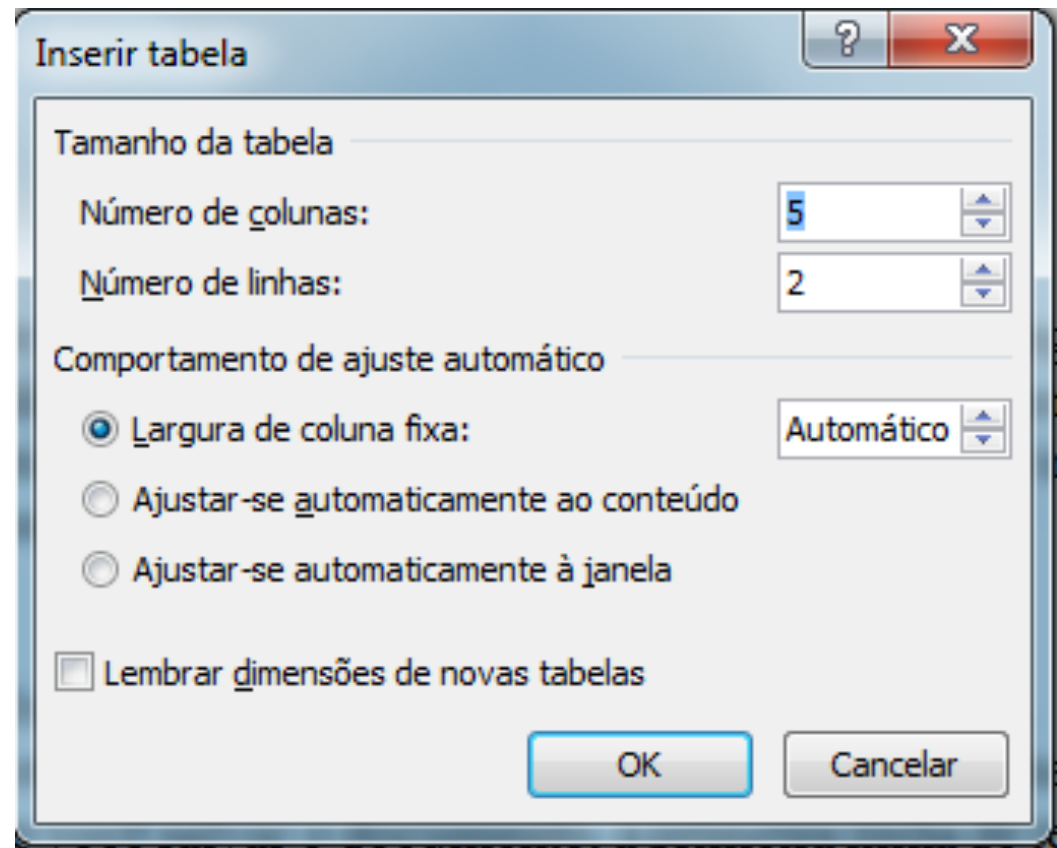 Inserir tabela
Tamanho da tabela
Número de colunas: 5
Número de linhas: 2
Comportamento de ajuste automático
Largura de coluna fixa: Automático
Ajustar-se automaticamente ao conteúdo
Ajustar-se automaticamente à janela
Lembrar dimensões de novas tabelas
OK Cancelar